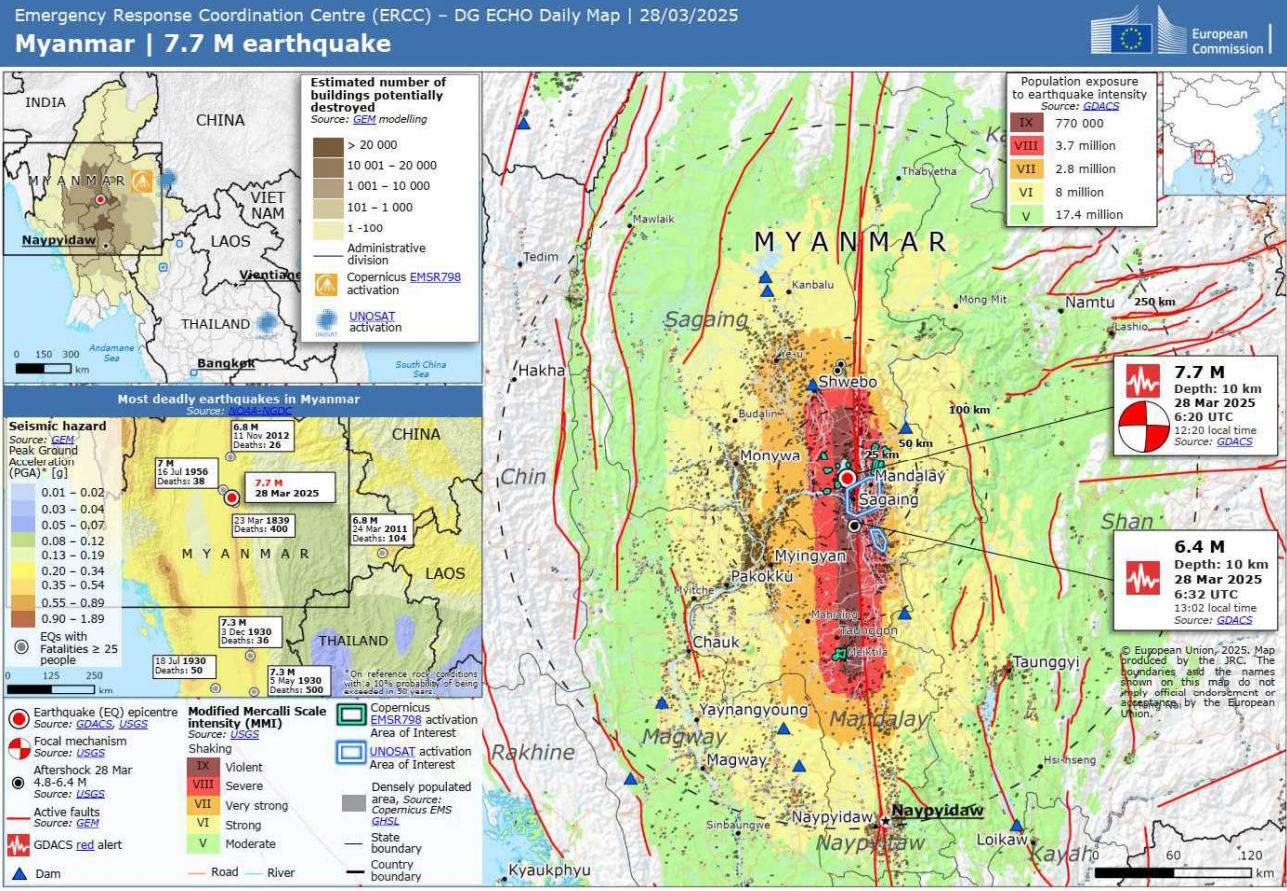 Emergency Response Coordination Centre (ERCC) – DG ECHO Daily Map | 28/03/2025
Myanmar | 7.7 M earthquake
European
Commission
INDIA
CHINA
MYANMAR
VIET
NAM
Naypyidaw
LAOS
Vientiane
THAILAND
Andamane
Sea
Bangkok
South China
Sea
0 150 300
km
Estimated number of
buildings potentially
destroyed
Source: GEM modelling
> 20 000
10 001 – 20 000
1 001 – 10 000
101 – 1 000
1 -100
Administrative
division
Copernicus EMSR798
activation
UNOSAT
activation
Most deadly earthquakes in Myanmar
Source: NOAA-NGDC
Seismic hazard
Source: GEM
Peak Ground
Acceleration
(PGA)* [g]
0.01 – 0.02
0.03 – 0.04
0.05 – 0.07
0.08 – 0.12
0.13 – 0.19
0.20 – 0.34
0.35 – 0.54
0.55 – 0.89
0.90 – 1.89
EQs with
Fatalities ≥ 25
people
0 125 250
km
6.8 M
11 Nov 2012
Deaths: 26
CHINA
7 M
16 Jul 1956
Deaths: 38
7.7 M
28 Mar 2025
23 Mar 1839
Deaths: 400
6.8 M
24 Mar 2011
Deaths: 104
MYANMAR
LAOS
7.3 M
3 Dec 1930
Deaths: 36
THAILAND
18 Jul 1930
Deaths: 50
7.3 M
5 May 1930
Deaths: 500
*On reference rock conditions
with a 10% probability of being
exceeded in 50 years.
Earthquake (EQ) epicentre
Source: GDACS, USGS
Focal mechanism
Source: USGS
Aftershock 28 Mar
4.8-6.4 M
Source: USGS
Active faults
Source: GEM
GDACS red alert
Dam
Modified Mercalli Scale
intensity (MMI)
Source: USGS
Shaking
IX Violent
VIII Severe
VII Very strong
VI Strong
V Moderate
Road
River
Copernicus
EMSR798 activation
Area of Interest
UNOSAT activation
Area of Interest
Densely populated
area, Source:
Copernicus EMS
GHSL
State
boundary
Country
boundary
Population exposure
to earthquake intensity
Source: GDACS
IX 770 000
VIII 3.7 million
VII 2.8 million
VI 8 million
V 17.4 million
Thabyetha
Mawlaik
MYANMAR
Tedim
Kanbalu
Mong Mit
Namtu
250 km
Sagaing
Lashio
Ye-u
Hakha
Shwebo
100 km
Budalin
50 km
Monywa
25 km
Chin
Mandalay
Sagaing
Shan
Myingyan
Pakokku
Myitche
Mahlaing
Taunggon
Chauk
Meiktila
Taunggyi
Yaynangyoung
Mandalay
Magway
Rakhine
Magway
Hsi-hseng
Naypyidaw
Naypyidaw
Sinbaungwe
Naypyitaw
Loikaw
Kayah
Kyaukphyu
0 60 120
km
7.7 M
Depth: 10 km
28 Mar 2025
6:20 UTC
12:20 local time
Source: GDACS
6.4 M
Depth: 10 km
28 Mar 2025
6:32 UTC
13:02 local time
Source: GDACS
© European Union, 2025. Map
produced by the JRC. The
boundaries and the names
shown on this map do not
imply official endorsement or
acceptance by the European
Union.